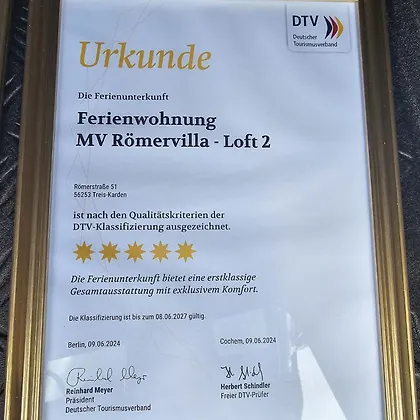 Urkunde
DTV
Deutscher
Tourismusverband
Die Ferienunterkunft
Ferienwohnung
MV Römervilla - Loft 2
Römerstraße 51
56253 Treis-Karden
ist nach den Qualitätskriterien der
DTV-Klassifizierung ausgezeichnet.
Die Ferienunterkunft bietet eine erstklassige
Gesamtausstattung mit exklusivem Komfort.
Die Klassifizierung ist bis zum 08.06.2027 gültig.
Berlin, 09.06.2024
Cochem, 09.06.2024
Reinhard Meyer
Präsident
Deutscher Tourismusverband
Herbert Schindler
Freier DTV-Prüfer